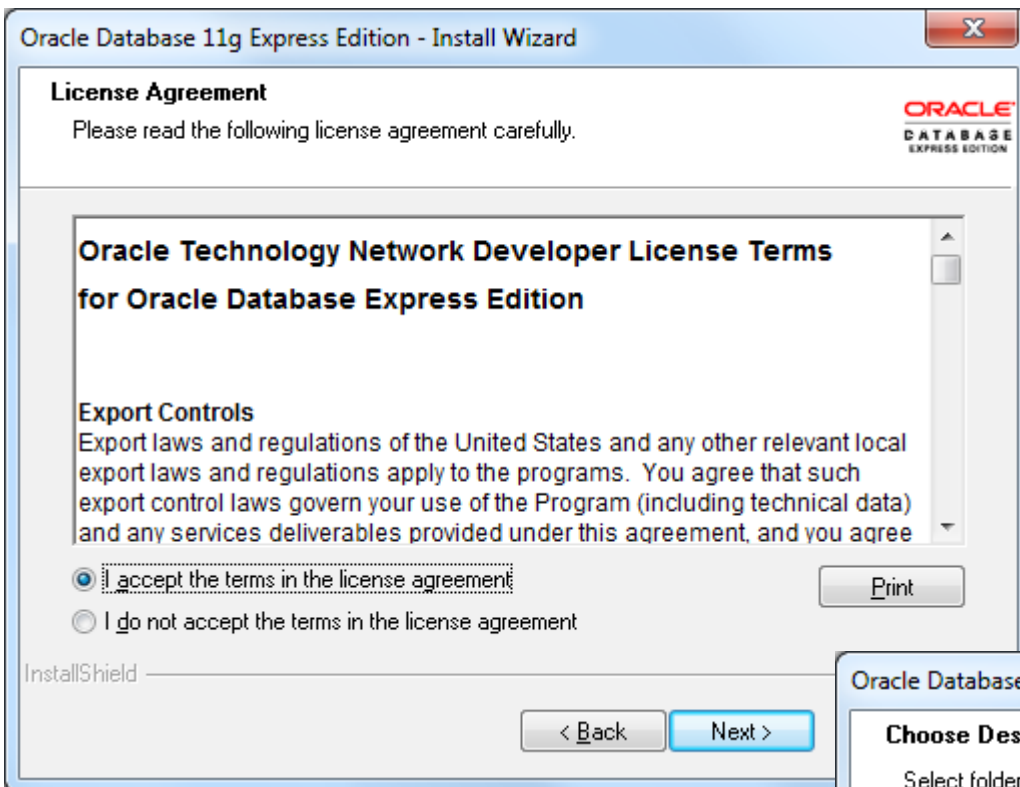 Oracle Database 11g Express Edition - Install Wizard
License Agreement
Please read the following license agreement carefully.
ORACLE
DATABASE
EXPRESS EDITION
Oracle Technology Network Developer License Terms
for Oracle Database Express Edition
Export Controls
Export laws and regulations of the United States and any other relevant local
export laws and regulations apply to the programs.  You agree that such
export control laws govern your use of the Program (including technical data)
and any services deliverables provided under this agreement, and you agree
I accept the terms in the license agreement
Print
I do not accept the terms in the license agreement
InstallShield
< Back
Next >
Oracle Database
Choose Des
Select folder